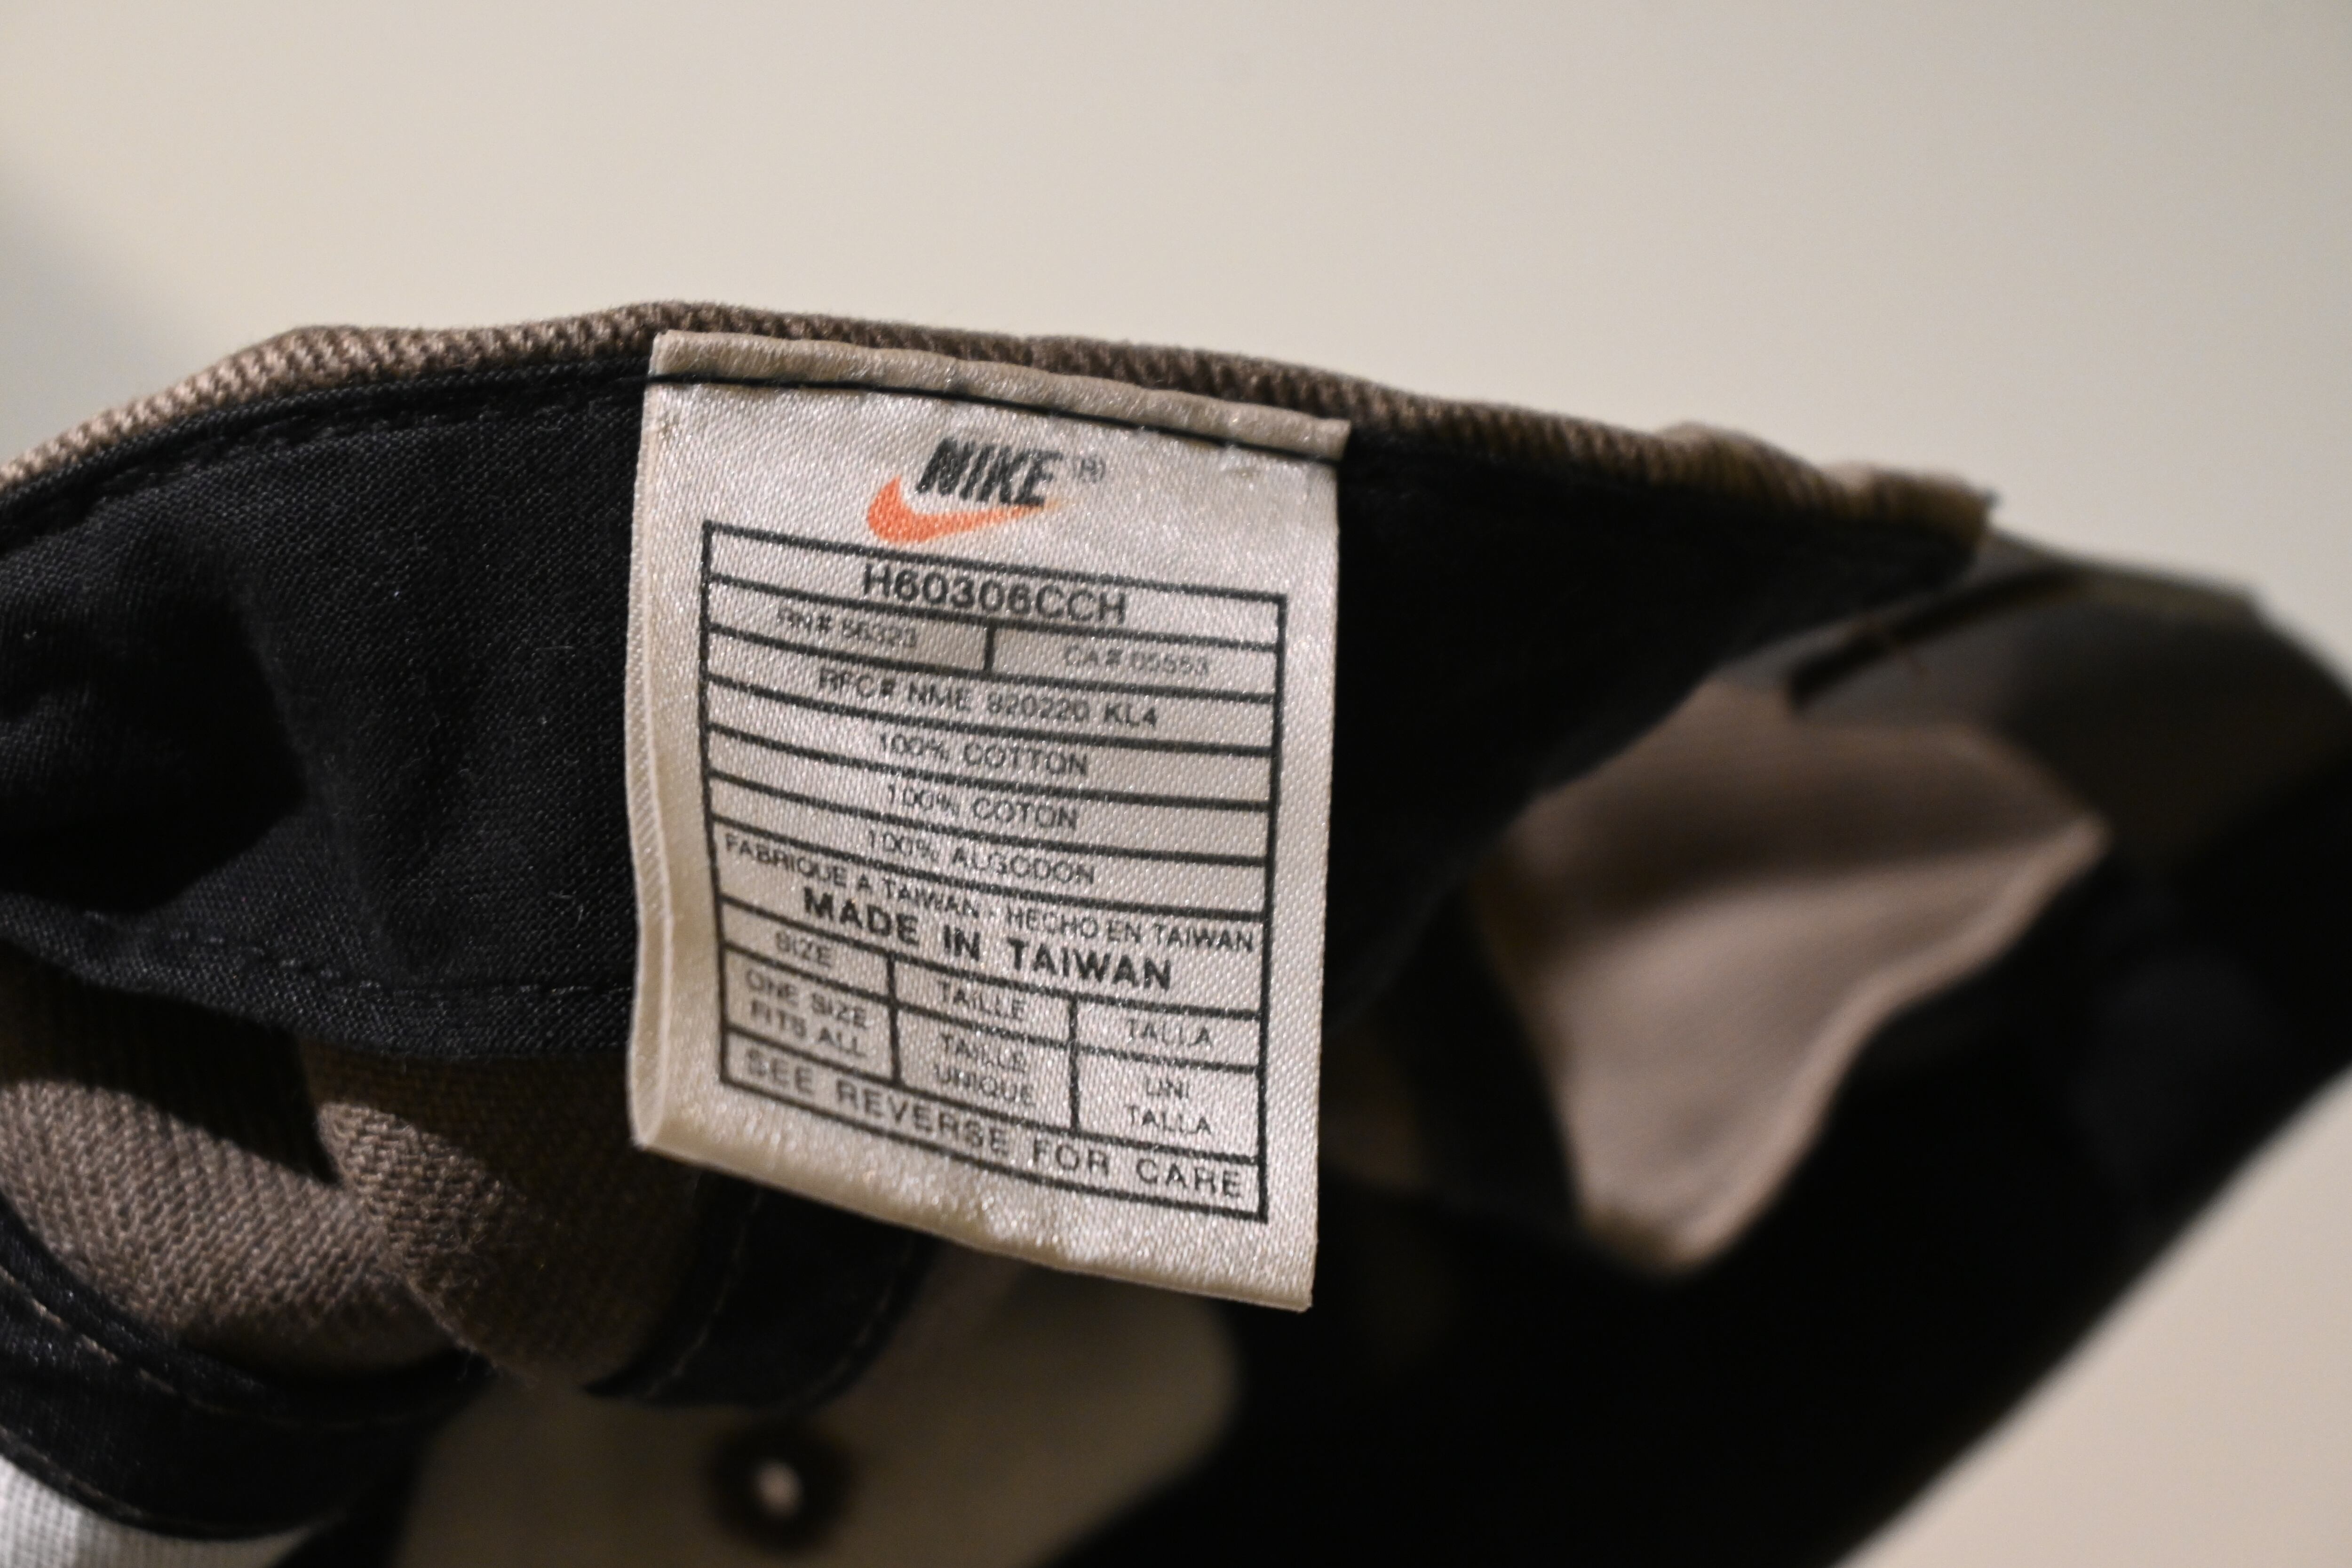 NIKE®
H60306CCH
RN# 56323 CA# 05553
RFC# NME 920220 KL4
100% COTTON
100% COTON
100% ALGODON
FABRIQUE A TAIWAN · HECHO EN TAIWAN
MADE IN TAIWAN
SIZE TAILLE TALLA
ONE SIZE FITS ALL
TAILLE UNIQUE
UNI TALLA
SEE REVERSE FOR CARE